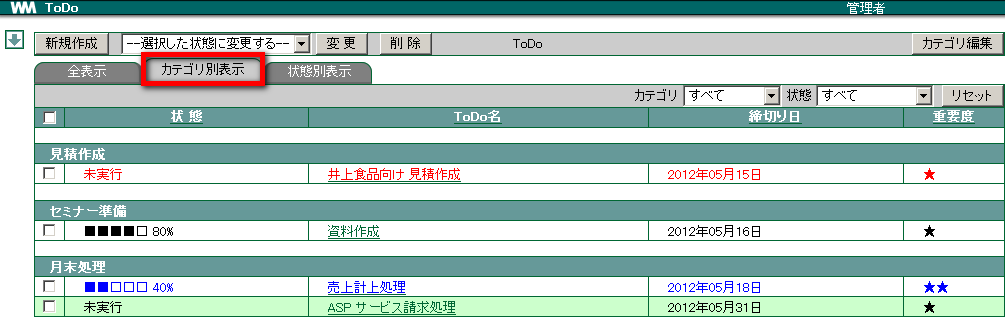 WM ToDo 管理者
新規作成 --選択した状態に変更する-- 変 更 削 除 ToDo カテゴリ編集
全表示 カテゴリ別表示 状態別表示
カテゴリ すべて 状態 すべて リセット
状 態 ToDo名 締切り日 重要度
見積作成
未実行 井上食品向け 見積作成 2012年05月15日 ★
セミナー準備
■■■■□ 80% 資料作成 2012年05月16日 ★
月末処理
■■□□□ 40% 売上計上処理 2012年05月18日 ★★
未実行 ASP サービス請求処理 2012年05月31日 ★